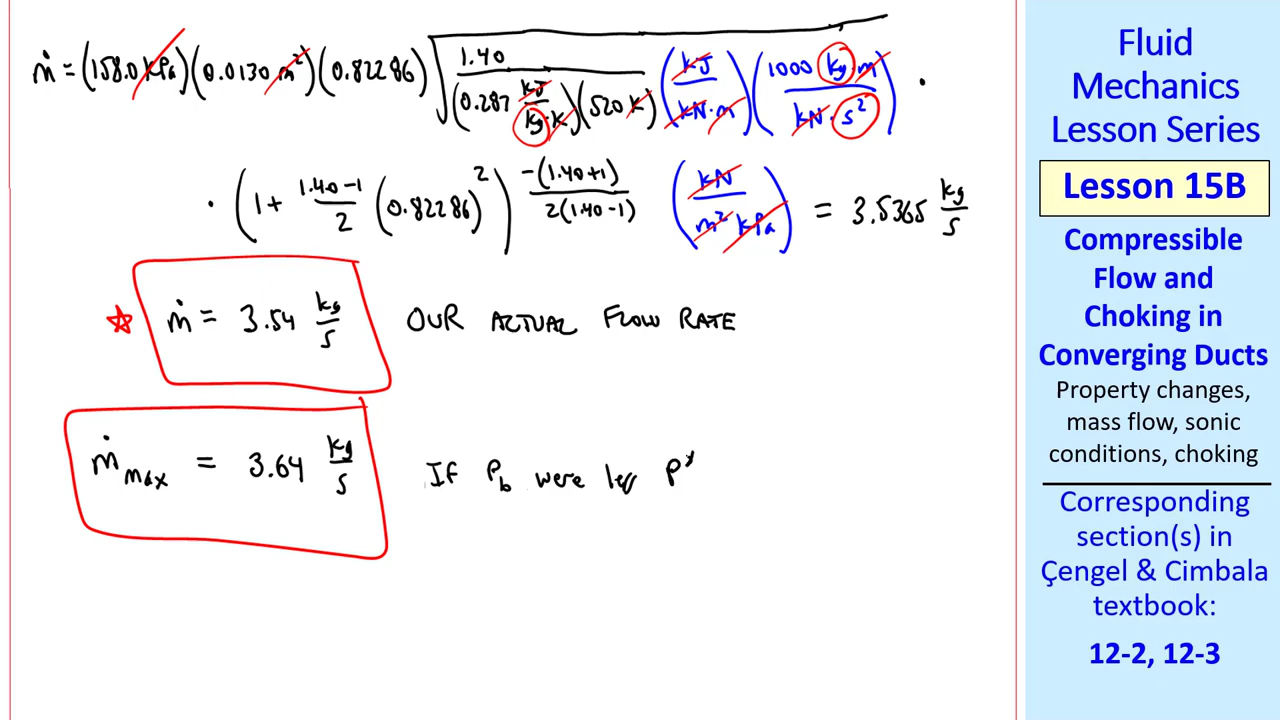 ṁ = (158.0 kPa)(0.0130 m²)(0.82286) √(1.40 / ((0.287 kJ/kg·K)(520 K)) (kJ/kN·m)(1000 kg m/kN·s²)) ·
· (1 + (1.40-1)/2 (0.82286)²)^(-(1.40+1)/2(1.40-1)) (kN/m² kPa) = 3.5365 kg/s
☆ ṁ = 3.54 kg/s OUR ACTUAL FLOW RATE
ṁ max = 3.64 kg/s If P_b were less P*
Fluid
Mechanics
Lesson Series
Lesson 15B
Compressible
Flow and
Choking in
Converging Ducts
Property changes,
mass flow, sonic
conditions, choking
Corresponding
section(s) in
Çengel & Cimbala
textbook:
12-2, 12-3